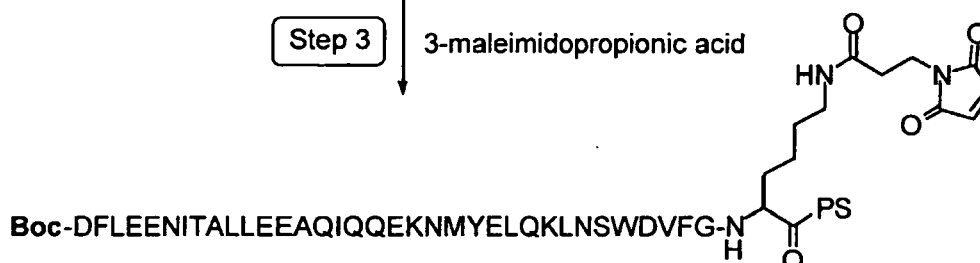 O
O
Step 3
3-maleimidopropionic acid
HN
N
O
PS
Boc-DFLEENITALLEEAQIQQEKNMYELQKLNSWDVFG-N
H
O